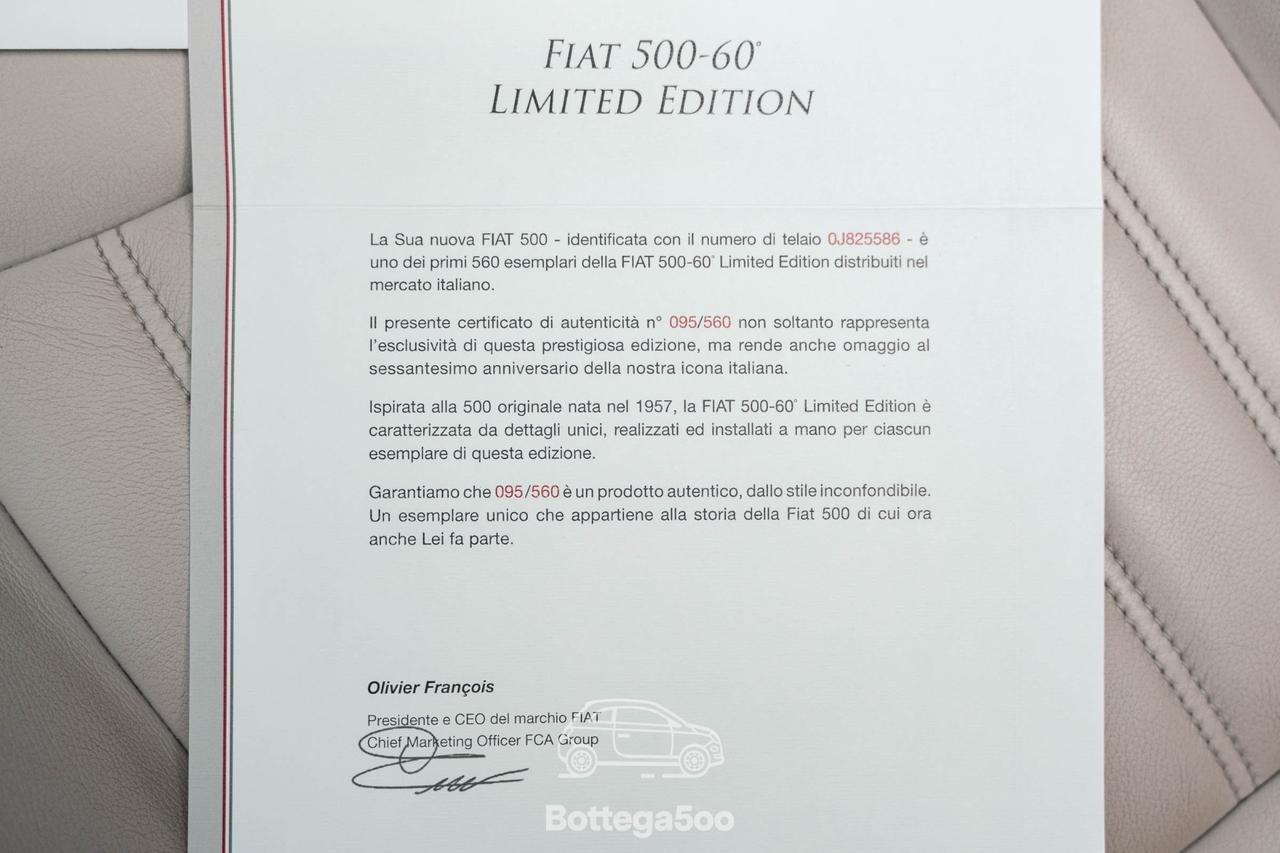 FIAT 500-60°
LIMITED EDITION
La Sua nuova FIAT 500 - identificata con il numero di telaio 0J825586 - è
uno dei primi 560 esemplari della FIAT 500-60° Limited Edition distribuiti nel
mercato italiano.
Il presente certificato di autenticità n° 095/560 non soltanto rappresenta
l'esclusività di questa prestigiosa edizione, ma rende anche omaggio al
sessantesimo anniversario della nostra icona italiana.
Ispirata alla 500 originale nata nel 1957, la FIAT 500-60° Limited Edition è
caratterizzata da dettagli unici, realizzati ed installati a mano per ciascun
esemplare di questa edizione.
Garantiamo che 095/560 è un prodotto autentico, dallo stile inconfondibile.
Un esemplare unico che appartiene alla storia della Fiat 500 di cui ora
anche Lei fa parte.
Olivier François
Presidente e CEO del marchio FIAT
Chief Marketing Officer FCA Group
Bottega500